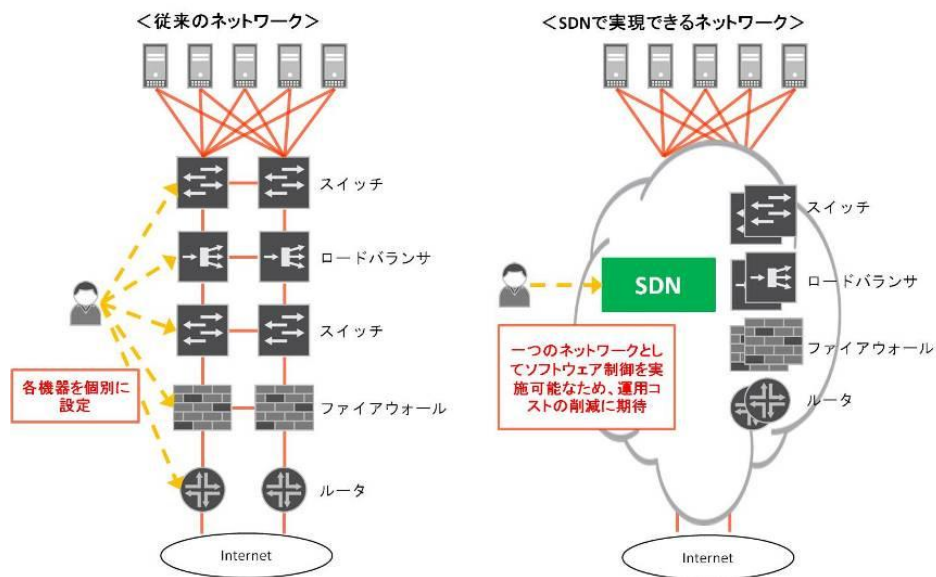 ＜従来のネットワーク＞
スイッチ
ロードバランサ
スイッチ
ファイアウォール
ルータ
各機器を個別に
設定
Internet
＜SDNで実現できるネットワーク＞
スイッチ
ロードバランサ
ファイアウォール
ルータ
SDN
一つのネットワークとし
てソフトウェア制御を実
施可能なため、運用コ
ストの削減に期待
Internet